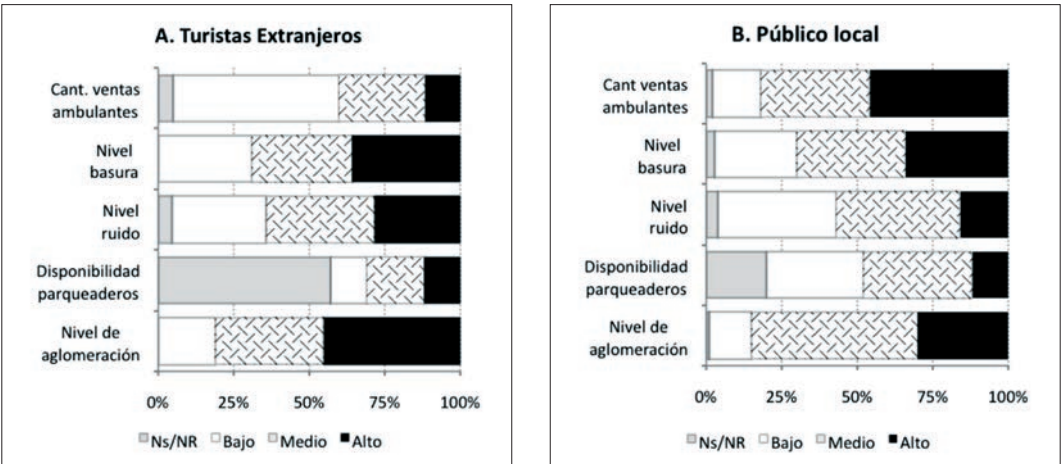 A. Turistas Extranjeros
Cant. ventas
ambulantes
Nivel
basura
Nivel
ruido
Disponibilidad
parqueaderos
Nivel de
aglomeración
0% 25% 50% 75% 100%
Ns/NR Bajo Medio Alto
B. Público local
Cant ventas
ambulantes
Nivel
basura
Nivel
ruido
Disponibilidad
parqueaderos
Nivel de
aglomeración
0% 25% 50% 75% 100%
Ns/NR Bajo Medio Alto